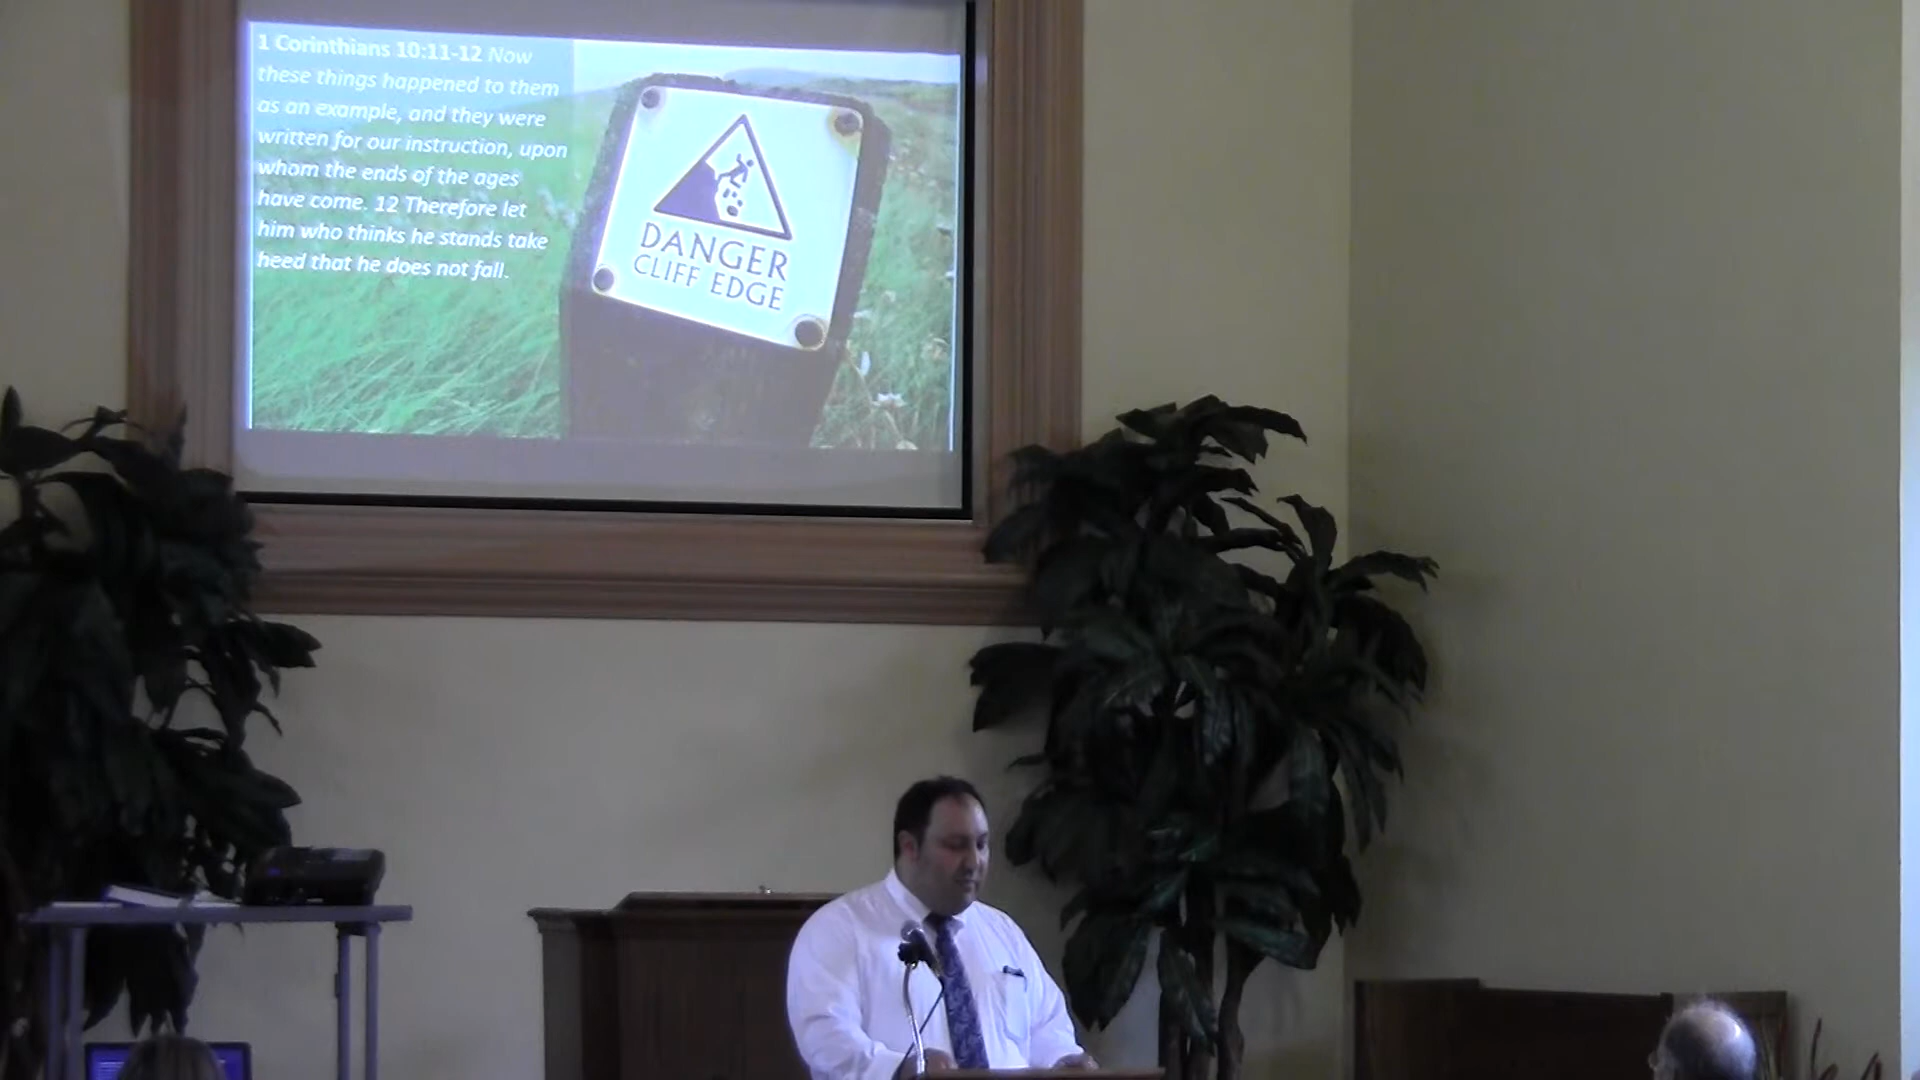 1 Corinthians 10:11-12 Now
these things happened to them
as an example, and they were
written for our instruction, upon
whom the ends of the ages
have come. 12 Therefore let
him who thinks he stands take
heed that he does not fall.
DANGER
CLIFF EDGE